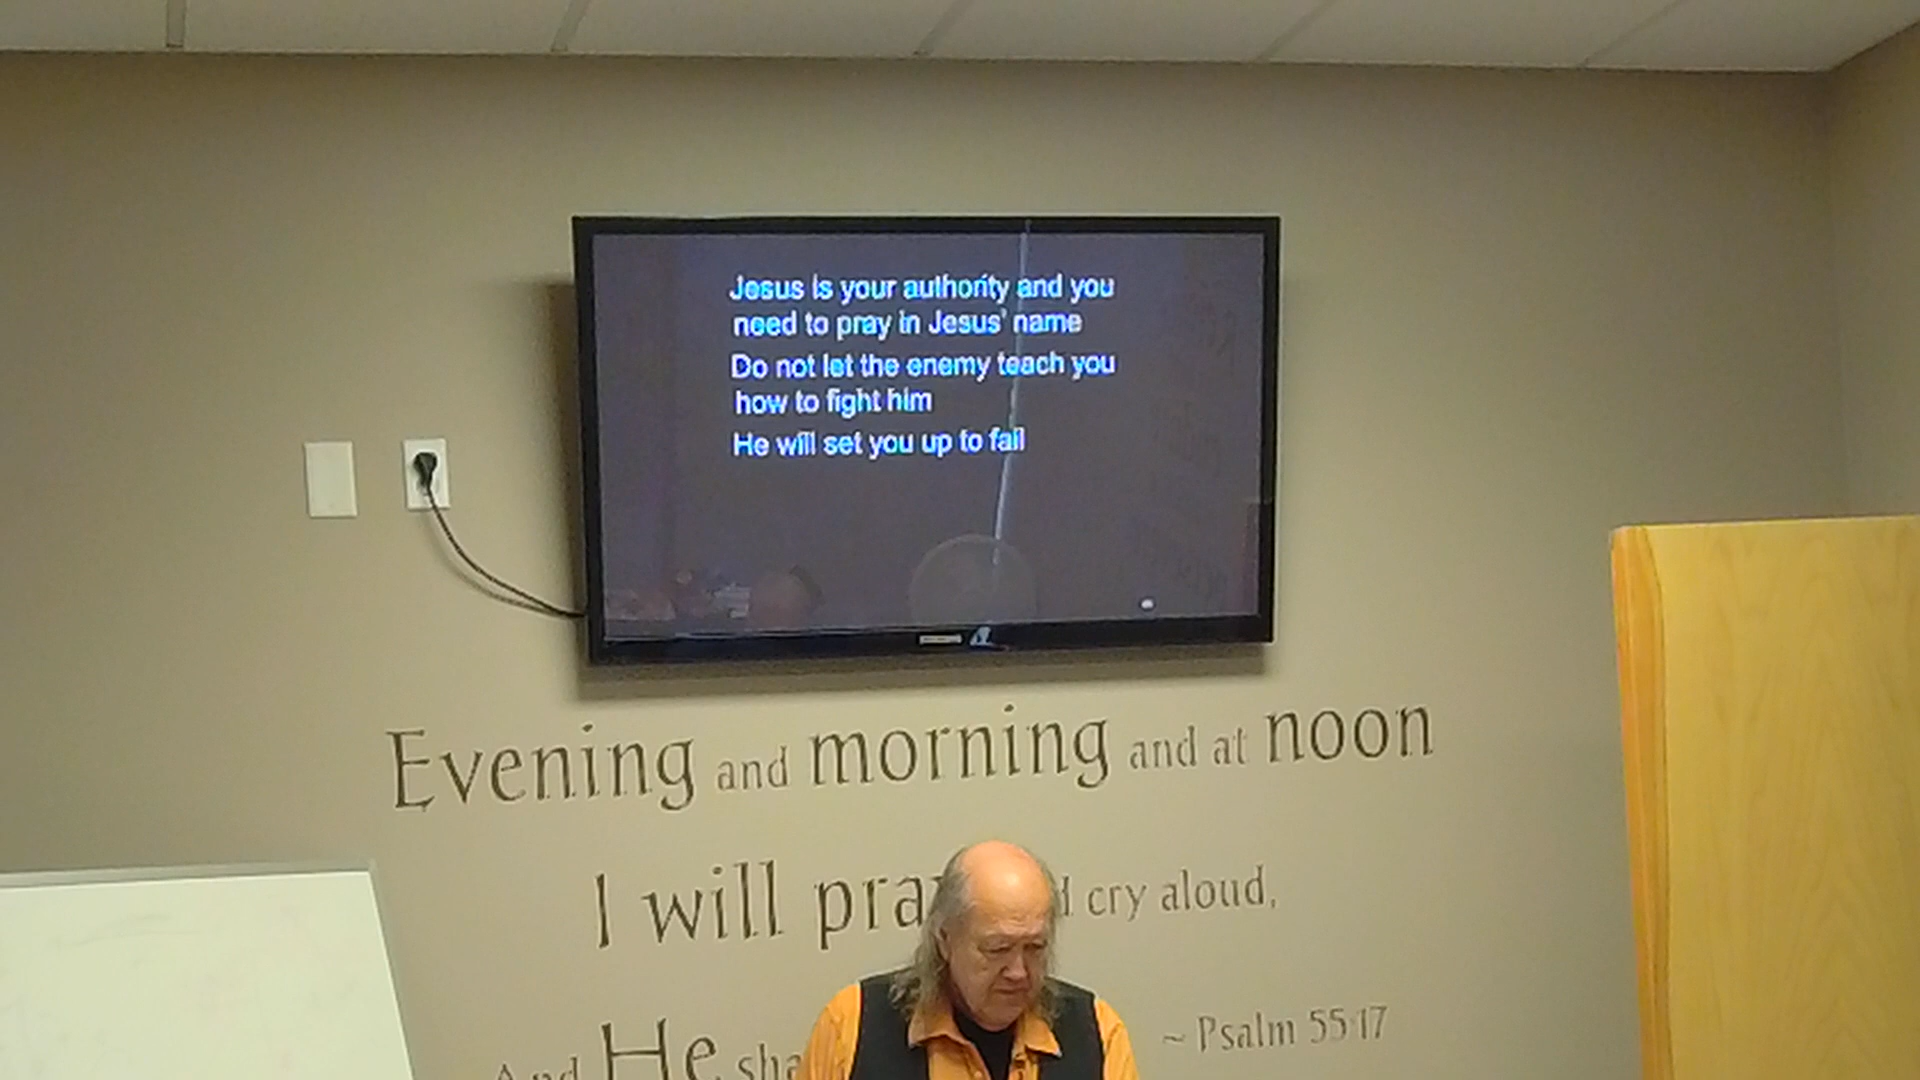 Jesus is your authority and you
need to pray in Jesus' name
Do not let the enemy teach you
how to fight him
He will set you up to fail
Evening and morning and at noon
I will cry aloud,
And He
~ Psalm 55:17